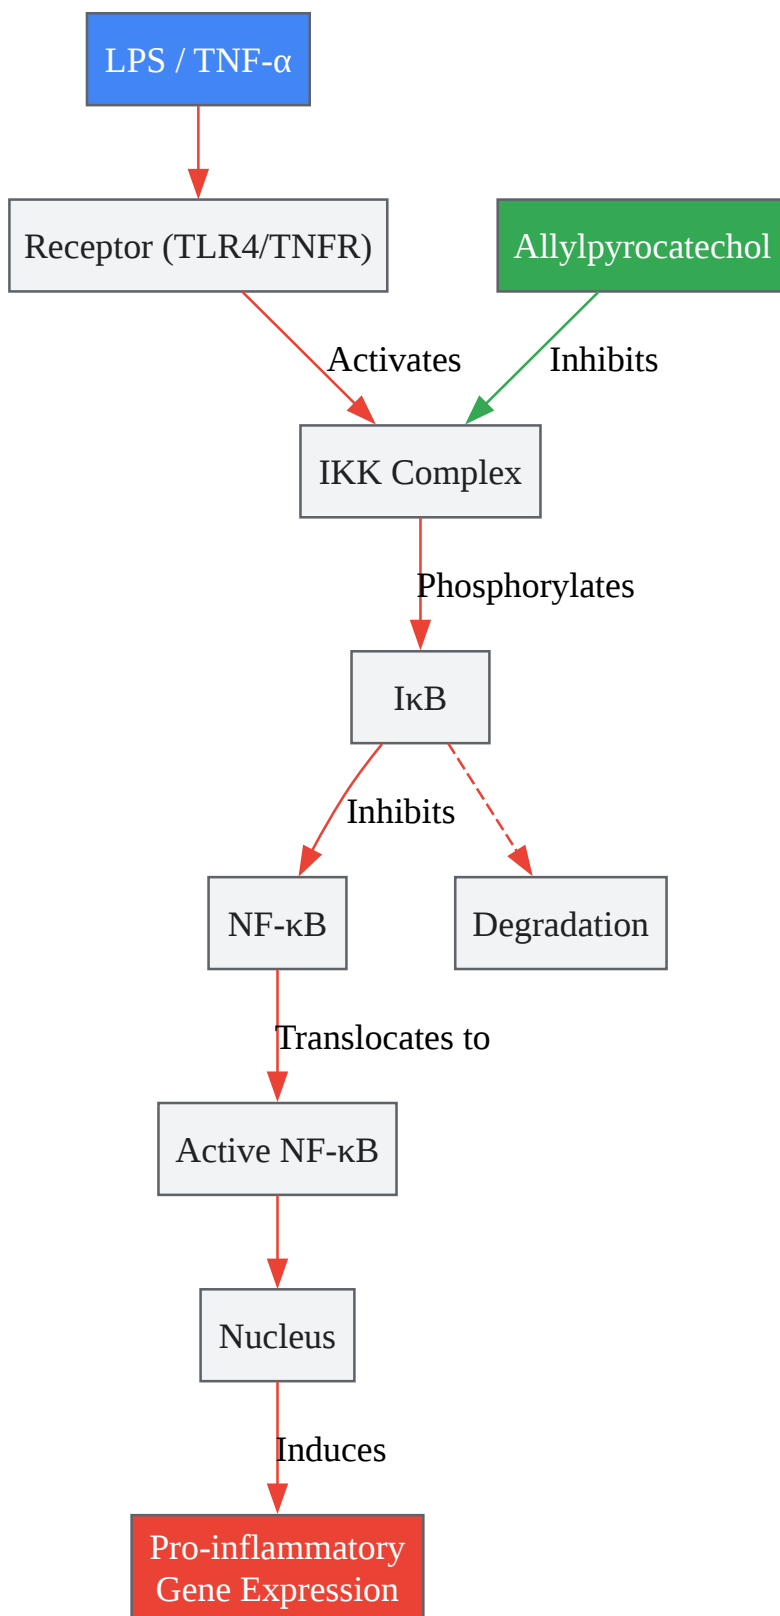 LPS / TNF-α
Receptor (TLR4/TNFR)
Allylpyrocatechol
Activates
Inhibits
IKK Complex
Phosphorylates
IκB
Inhibits
NF-κB
Degradation
Translocates to
Active NF-κB
Nucleus
Induces
Pro-inflammatory
Gene Expression